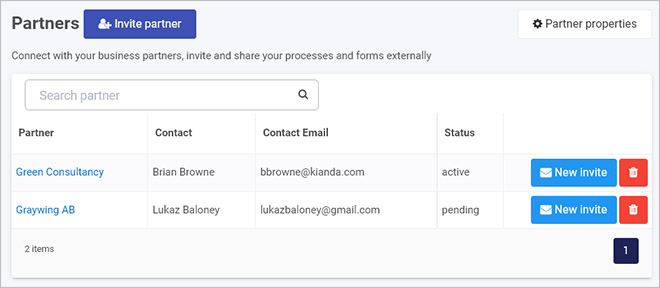 Partners Invite partner Partner properties
Connect with your business partners, invite and share your processes and forms externally
Search partner
Partner Contact Contact Email Status
Green Consultancy Brian Browne bbrowne@kianda.com active New invite
Graywing AB Lukaz Baloney lukazbaloney@gmail.com pending New invite
2 items 1